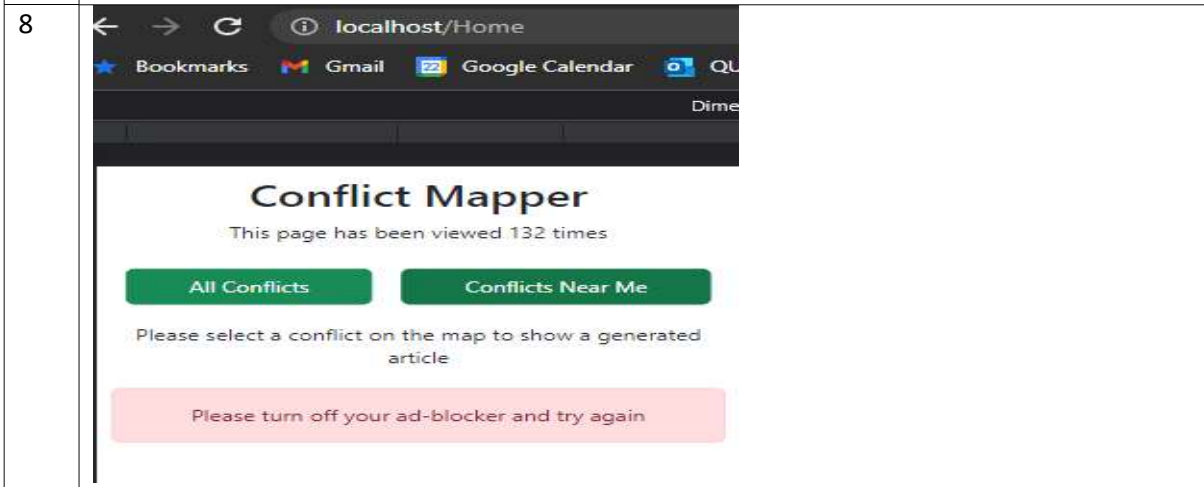 8
localhost/Home
Bookmarks Gmail 22 Google Calendar
Conflict Mapper
This page has been viewed 132 times
All Conflicts Conflicts Near Me
Please select a conflict on the map to show a generated
article
Please turn off your ad-blocker and try again